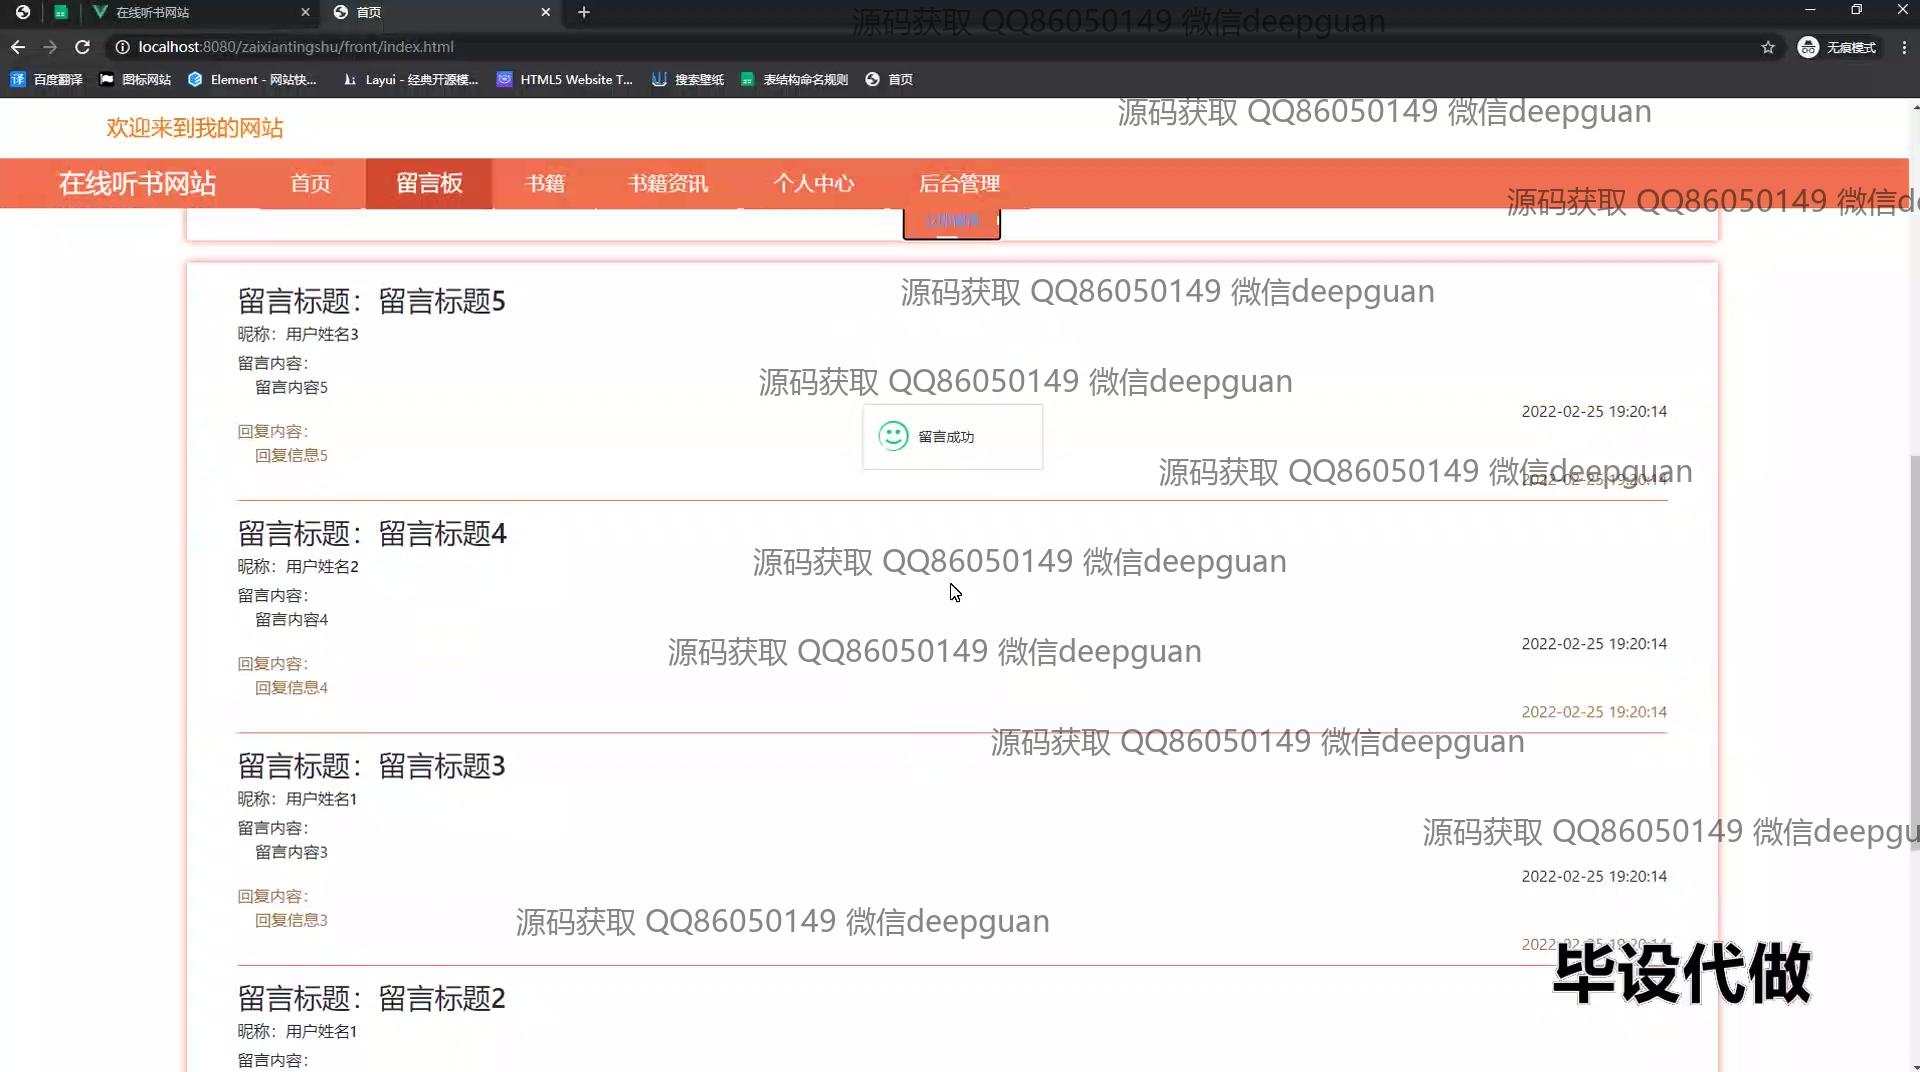 在线听书网站
首页
源码获取 QQ86050149 微信deepguan
localhost:8080/zaixiantingshu/front/index.html
无痕模式
百度翻译 图标网站 Element - 网站快... Layui - 经典开源模... HTML5 Website T... 搜索壁纸 表结构命名规则 首页
源码获取 QQ86050149 微信deepguan
欢迎来到我的网站
在线听书网站 首页 留言板 书籍 书籍资讯 个人中心 后台管理
源码获取 QQ86050149 微信d
留言标题：留言标题5
源码获取 QQ86050149 微信deepguan
昵称：用户姓名3
留言内容：
留言内容5
源码获取 QQ86050149 微信deepguan
2022-02-25 19:20:14
留言成功
回复内容：
回复信息5
源码获取 QQ86050149 微信deepguan
2022-02-25 19:20:14
留言标题：留言标题4
昵称：用户姓名2
源码获取 QQ86050149 微信deepguan
留言内容：
留言内容4
2022-02-25 19:20:14
源码获取 QQ86050149 微信deepguan
回复内容：
回复信息4
2022-02-25 19:20:14
源码获取 QQ86050149 微信deepguan
留言标题：留言标题3
昵称：用户姓名1
留言内容：
留言内容3
源码获取 QQ86050149 微信deepgu
2022-02-25 19:20:14
回复内容：
回复信息3
源码获取 QQ86050149 微信deepguan
2022-02-25 19:20:14
毕设代做
留言标题：留言标题2
昵称：用户姓名1
留言内容：